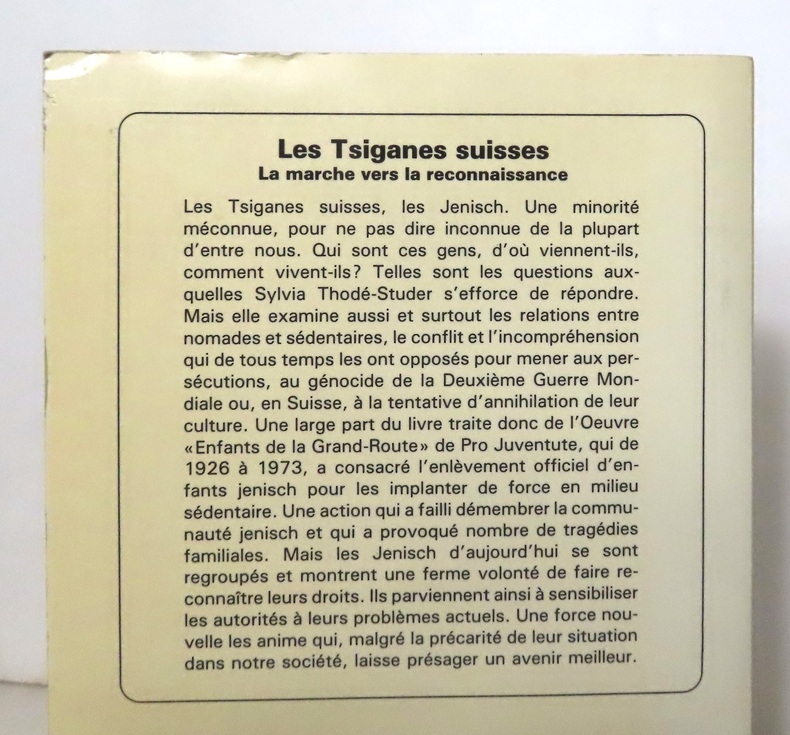 Les Tsiganes suisses
La marche vers la reconnaissance
Les Tsiganes suisses, les Jenisch. Une minorité
méconnue, pour ne pas dire inconnue de la plupart
d'entre nous. Qui sont ces gens, d'où viennent-ils,
comment vivent-ils? Telles sont les questions aux-
quelles Sylvia Thodé-Studer s'efforce de répondre.
Mais elle examine aussi et surtout les relations entre
nomades et sédentaires, le conflit et l'incompréhension
qui de tous temps les ont opposés pour mener aux per-
sécutions, au génocide de la Deuxième Guerre Mon-
diale ou, en Suisse, à la tentative d'annihilation de leur
culture. Une large part du livre traite donc de l'Oeuvre
«Enfants de la Grand-Route» de Pro Juventute, qui de
1926 à 1973, a consacré l'enlèvement officiel d'en-
fants jenisch pour les implanter de force en milieu
sédentaire. Une action qui a failli démembrer la commu-
nauté jenisch et qui a provoqué nombre de tragédies
familiales. Mais les Jenisch d'aujourd'hui se sont
regroupés et montrent une ferme volonté de faire re-
connaître leurs droits. Ils parviennent ainsi à sensibiliser
les autorités à leurs problèmes actuels. Une force nou-
velle les anime qui, malgré la précarité de leur situation
dans notre société, laisse présager un avenir meilleur.